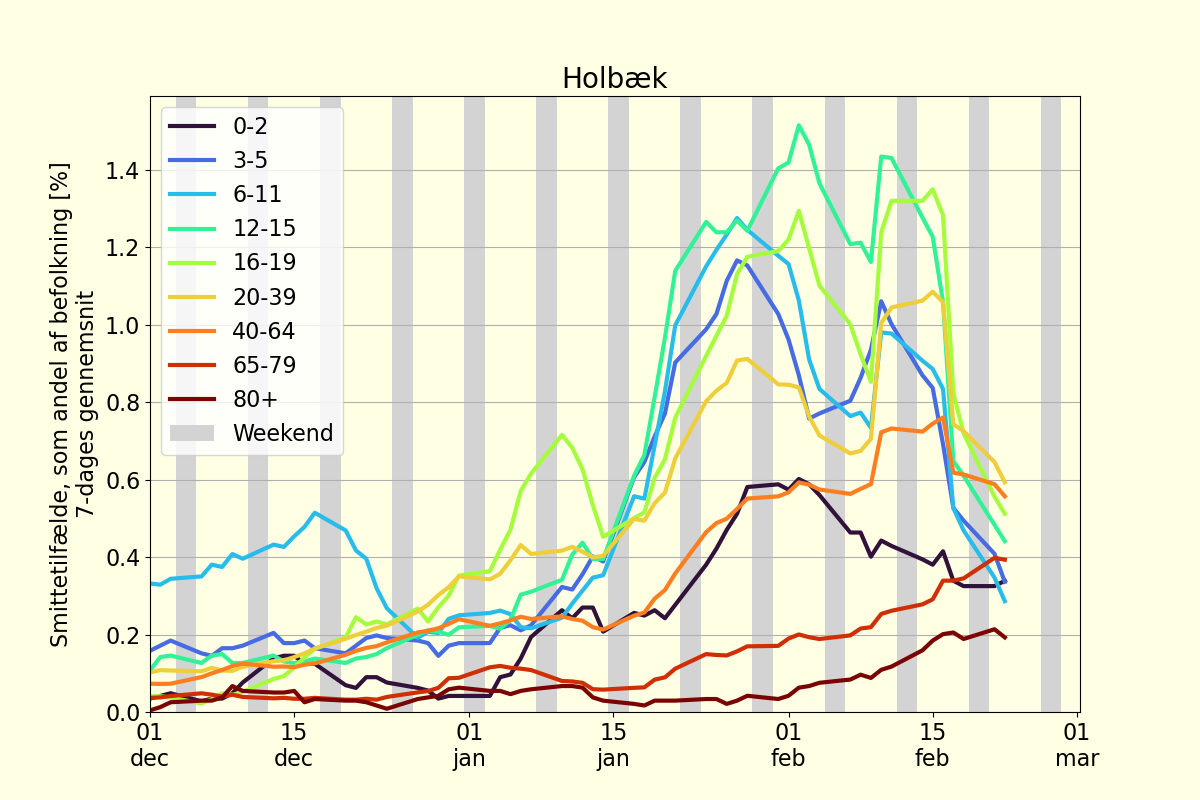 Holbæk
Smittetilfælde, som andel af befolkning [%]
7-dages gennemsnit
1.4
1.2
1.0
0.8
0.6
0.4
0.2
0.0
0-2
3-5
6-11
12-15
16-19
20-39
40-64
65-79
80+
Weekend
01 15 01 15 01 15 01
dec dec jan jan feb feb mar